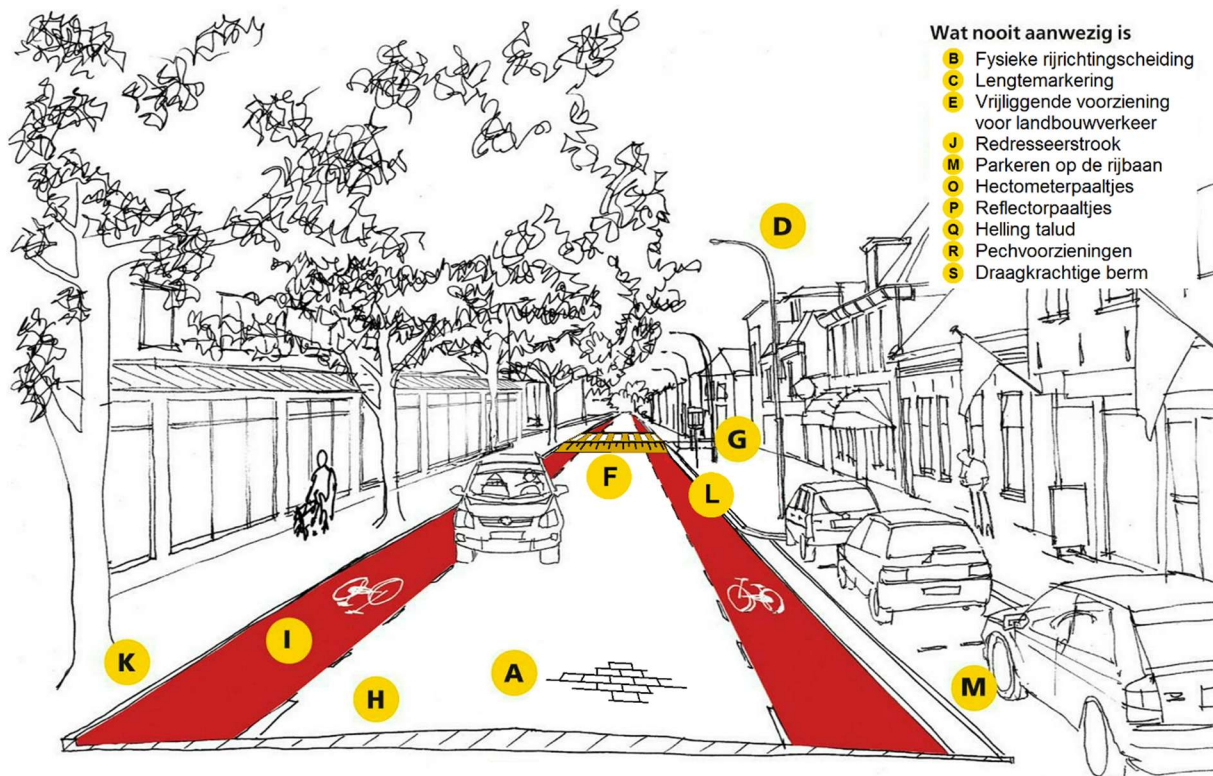 Wat nooit aanwezig is
B Fysieke rijrichtingscheiding
C Lengtemarkering
E Vrijliggende voorziening
voor landbouwverkeer
J Redresseerstrook
M Parkeren op de rijbaan
O Hectometerpaaltjes
P Reflectorpaaltjes
Q Helling talud
R Pechvoorzieningen
S Draagkrachtige berm
D
G
F
L
I
K
A
H
M